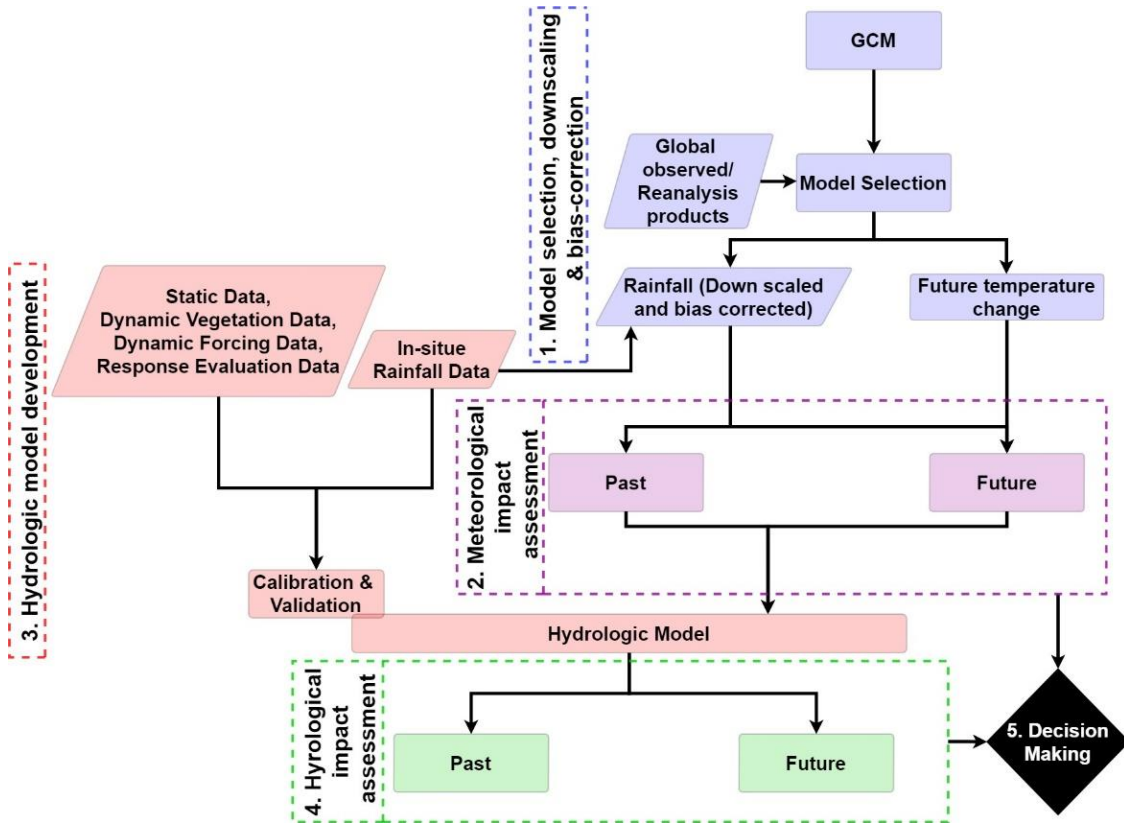 GCM
1. Model selection, downscaling
& bias-correction
Global
observed/
Reanalysis
products
Model Selection
Rainfall (Down scaled
and bias corrected)
Future temperature
change
3. Hydrologic model development
Static Data,
Dynamic Vegetation Data,
Dynamic Forcing Data,
Response Evaluation Data
In-situe
Rainfall Data
2. Meteorological
impact
assessment
Past
Future
Calibration &
Validation
Hydrologic Model
4. Hyrological
impact
assessment
Past
Future
5. Decision
Making